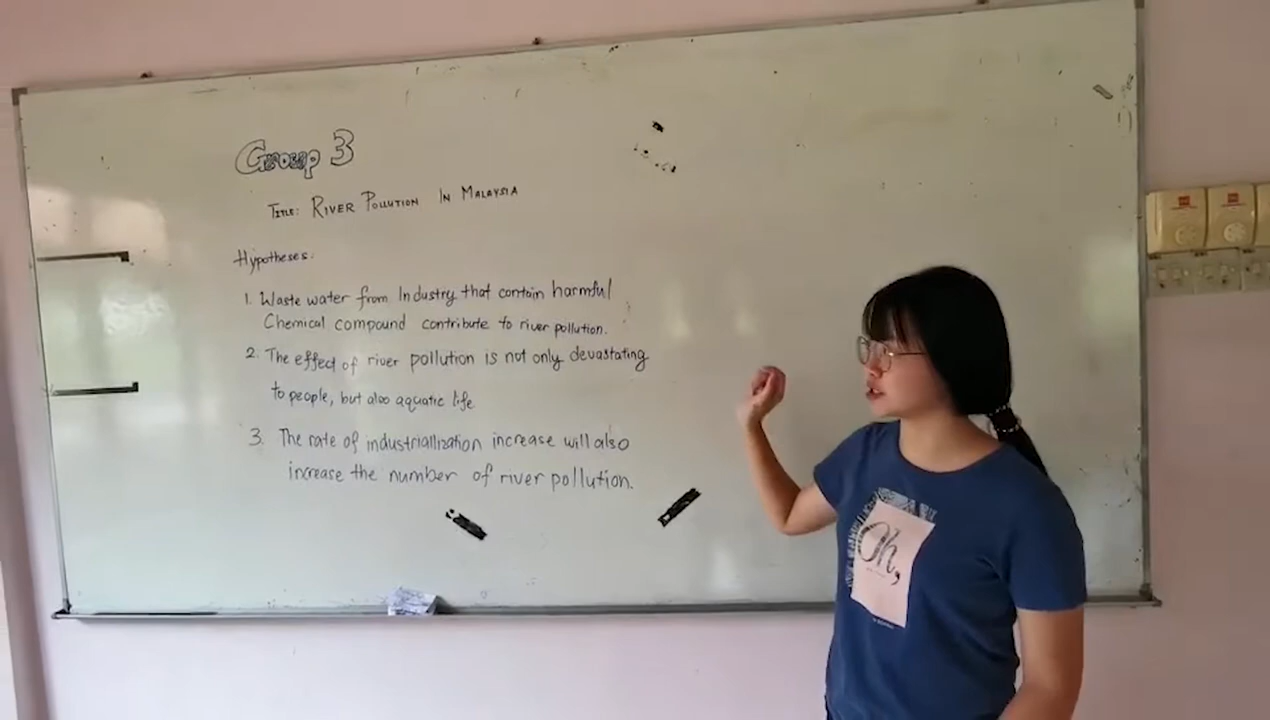 Group 3
TITLE: RIVER POLLUTION IN MALAYSIA
Hypotheses:
1. Waste water from Industry that contain harmful
Chemical compound contribute to river pollution.
2. The effect of river pollution is not only devastating
to people, but also aquatic life
3. The rate of industriallization increase will also
increase the number of river pollution.
Oh,